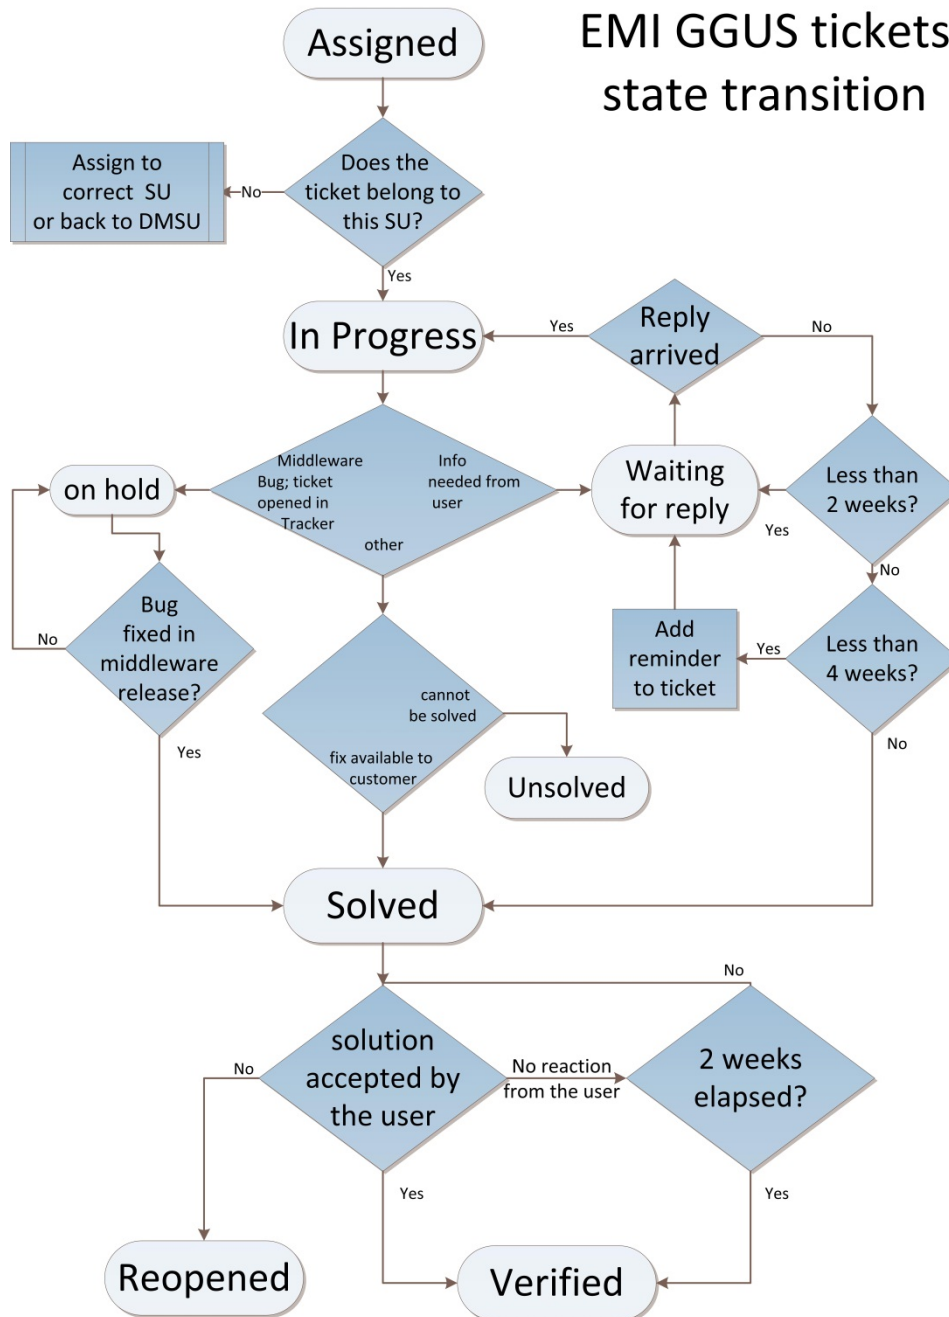 EMI GGUS tickets
state transition
Assigned
Does the
ticket belong to
this SU?
No
Assign to
correct SU
or back to DMSU
Yes
In Progress
Yes
Reply
arrived
No
Middleware
Bug; ticket
opened in
Tracker
Info
needed from
user
other
on hold
Waiting
for reply
Less than
2 weeks?
Yes
No
Bug
fixed in
middleware
release?
No
Yes
Add
reminder
to ticket
Yes
Less than
4 weeks?
No
cannot
be solved
fix available to
customer
Unsolved
Solved
No
solution
accepted by
the user
No
No reaction
from the user
2 weeks
elapsed?
Yes
Yes
Reopened
Verified